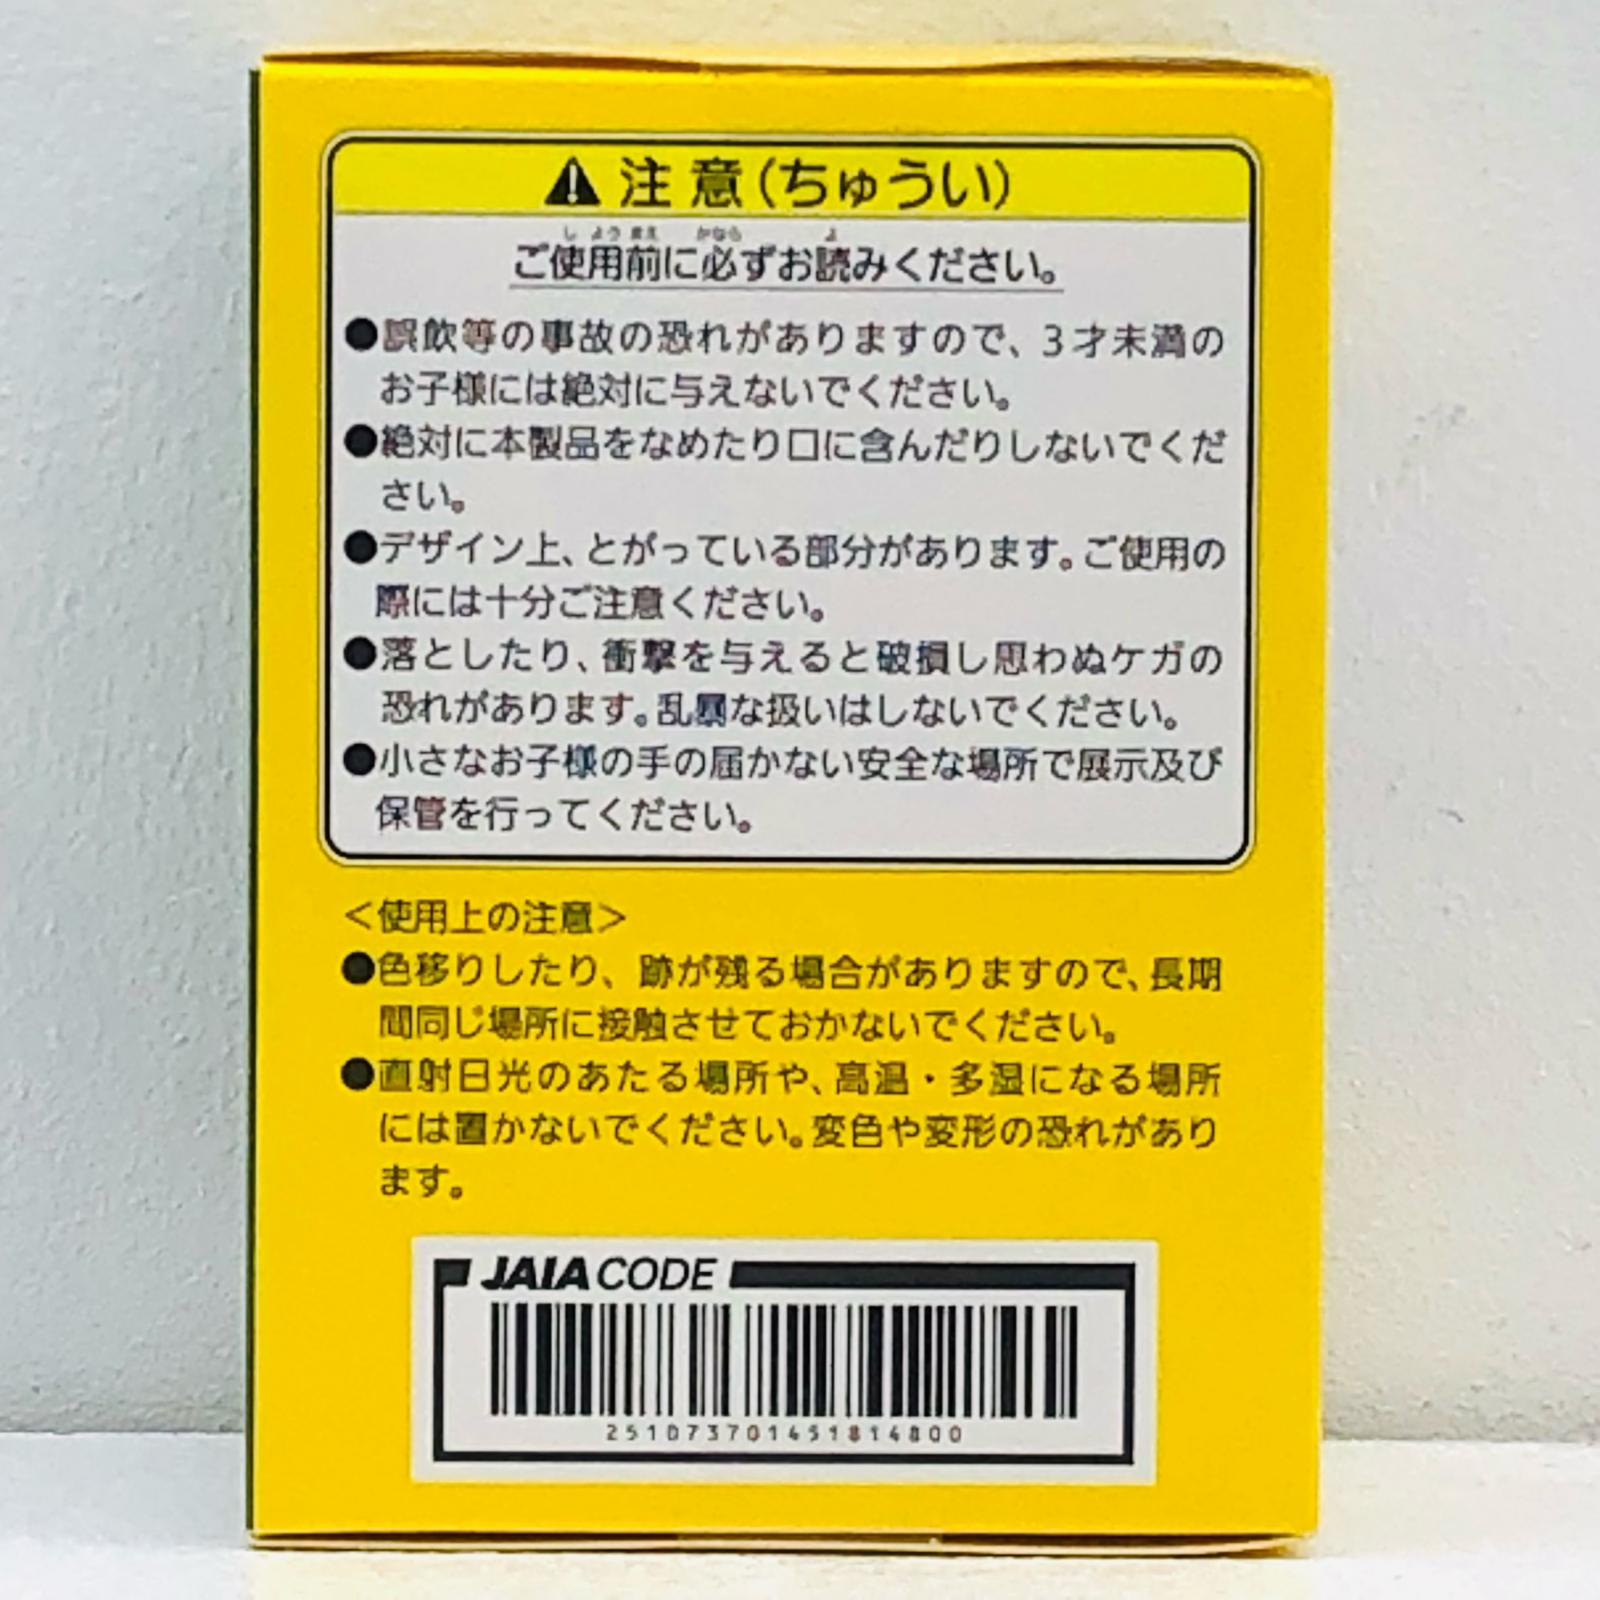 注意(ちゅうい)
ご使用前に必ずお読みください。
●誤飲等の事故の恐れがありますので、3才未満の
お子様には絶対に与えないでください。
●絶対に本製品をなめたり口に含んだりしないでくだ
さい。
●デザイン上、とがっている部分があります。ご使用の
際には十分ご注意ください。
●落としたり、衝撃を与えると破損し思わぬケガの
恐れがあります。乱暴な扱いはしないでください。
●小さなお子様の手の届かない安全な場所で展示及び
保管を行ってください。
＜使用上の注意＞
●色移りしたり、跡が残る場合がありますので、長期
間同じ場所に接触させておかないでください。
●直射日光のあたる場所や、高温・多湿になる場所
には置かないでください。変色や変形の恐れがあり
ます。
JAIA CODE
251073701451814800